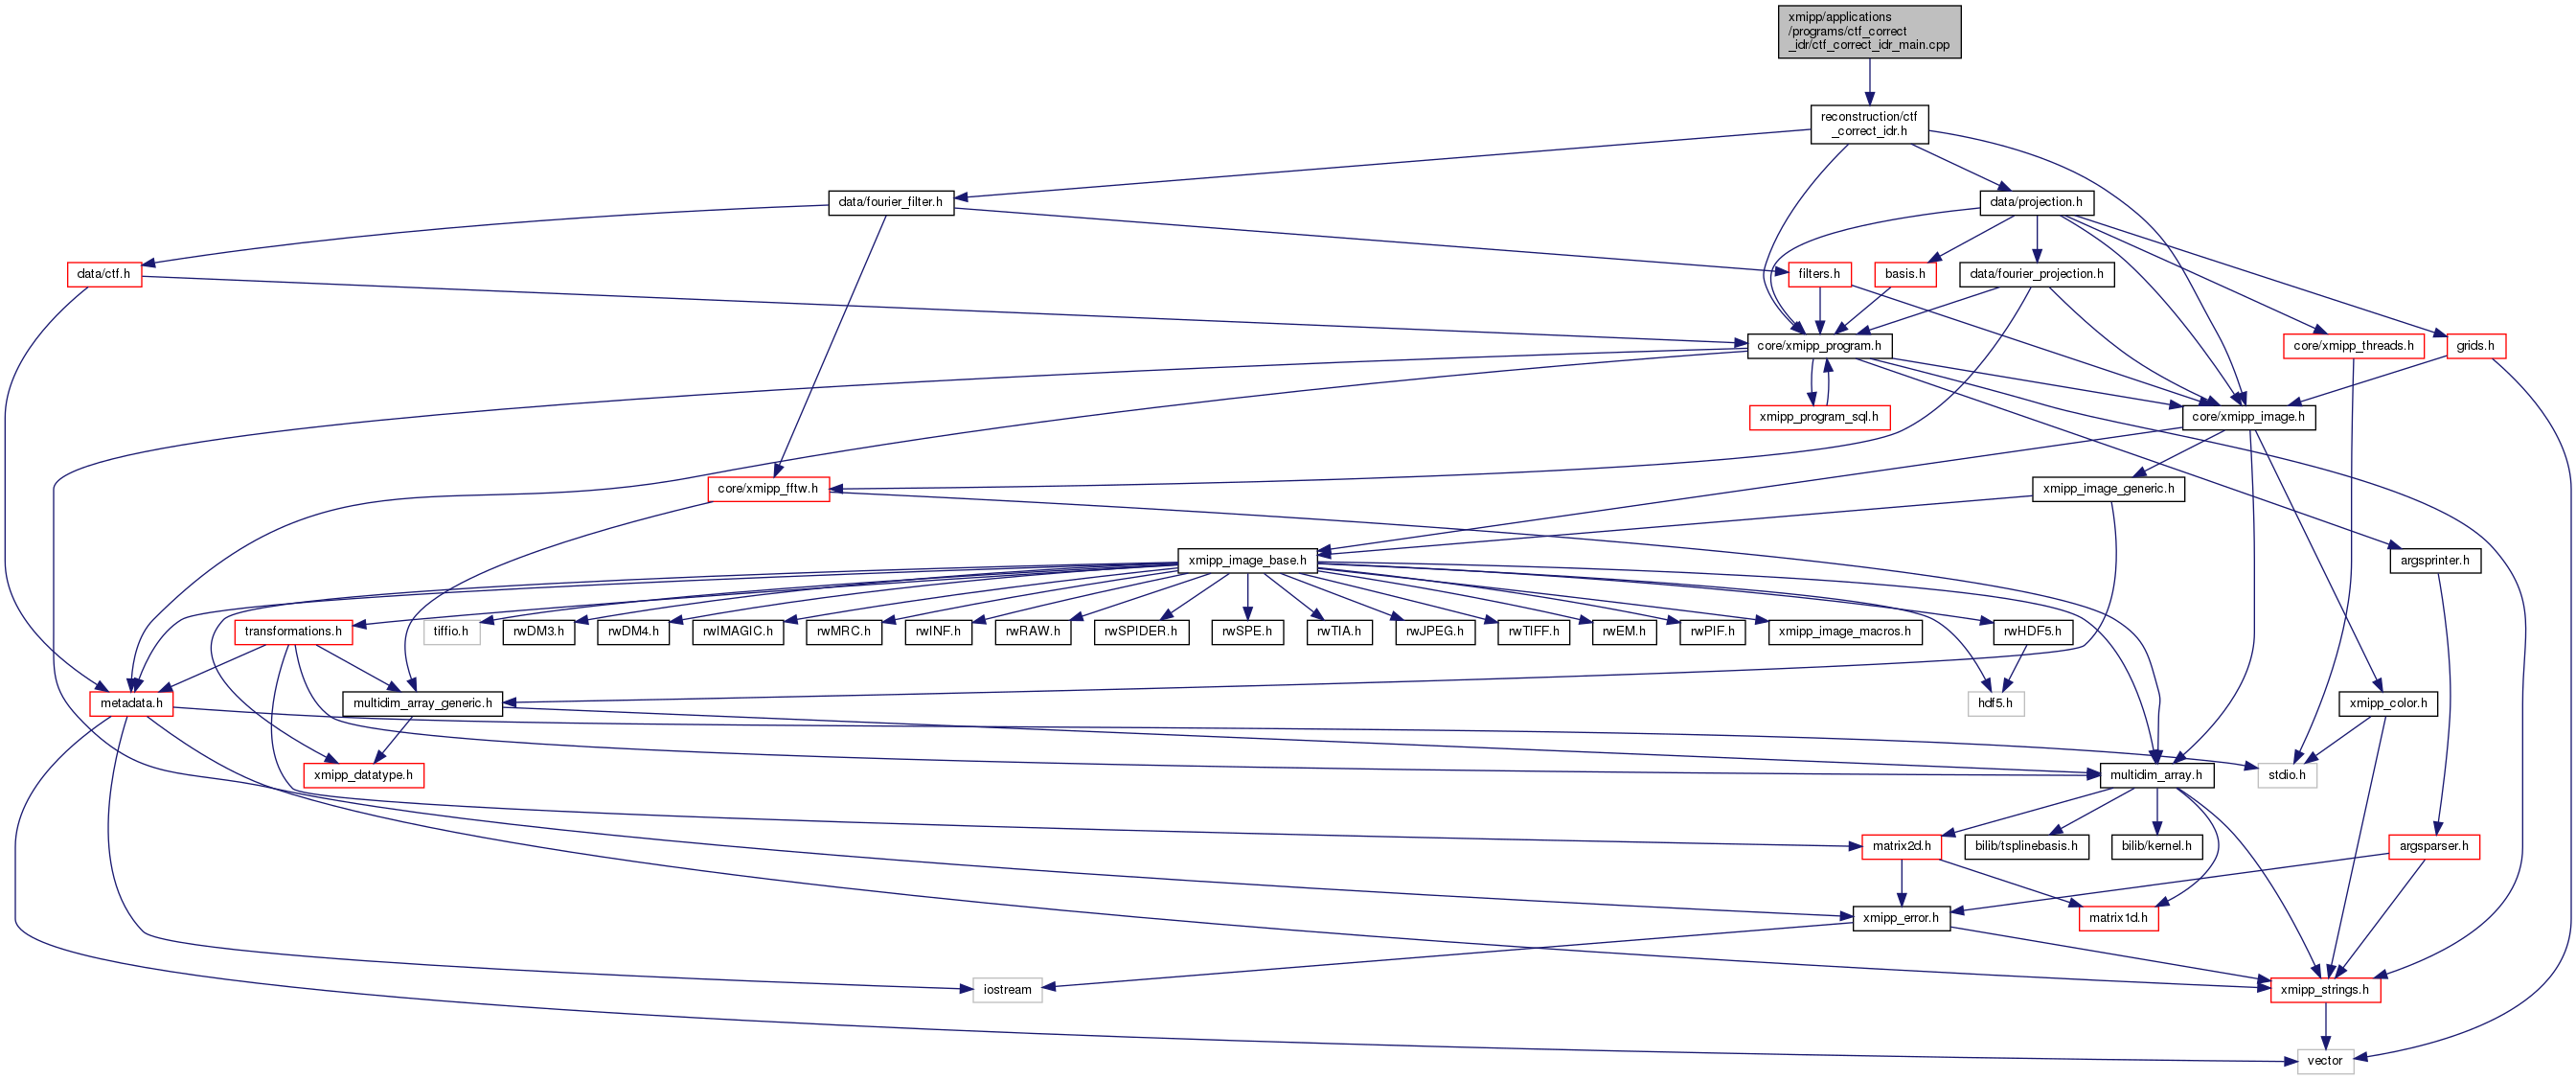 xmipp/applications
/programs/ctf_correct
_idr/ctf_correct_idr_main.cpp
reconstruction/ctf
_correct_idr.h
data/fourier_filter.h
data/projection.h
data/ctf.h
filters.h
basis.h
data/fourier_projection.h
core/xmipp_program.h
core/xmipp_threads.h
grids.h
xmipp_program_sql.h
core/xmipp_image.h
core/xmipp_fftw.h
xmipp_image_generic.h
xmipp_image_base.h
argsprinter.h
transformations.h
tiffio.h
rwDM3.h
rwDM4.h
rwIMAGIC.h
rwMRC.h
rwINF.h
rwRAW.h
rwSPIDER.h
rwSPE.h
rwTIA.h
rwJPEG.h
rwTIFF.h
rwEM.h
rwPIF.h
xmipp_image_macros.h
rwHDF5.h
metadata.h
multidim_array_generic.h
hdf5.h
xmipp_color.h
xmipp_datatype.h
multidim_array.h
stdio.h
matrix2d.h
bilib/tsplinebasis.h
bilib/kernel.h
argsparser.h
xmipp_error.h
matrix1d.h
iostream
xmipp_strings.h
vector